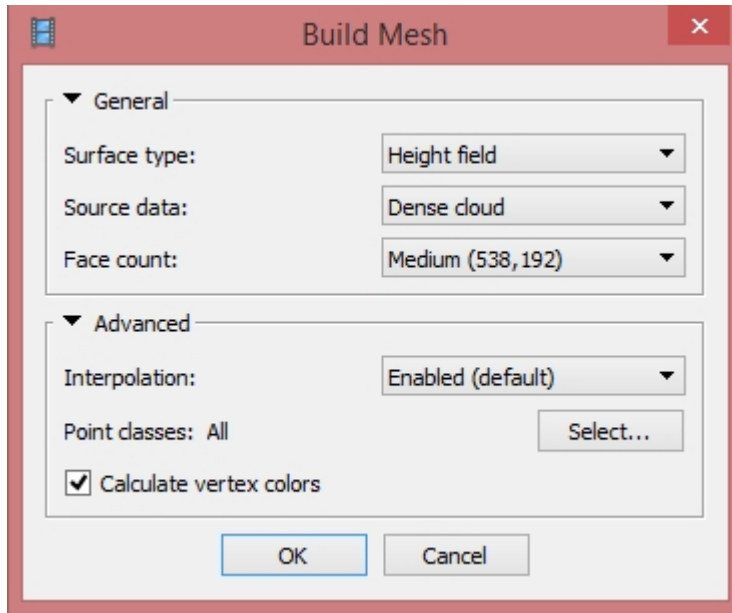 Build Mesh
General
Surface type: Height field
Source data: Dense cloud
Face count: Medium (538,192)
Advanced
Interpolation: Enabled (default)
Point classes: All Select...
Calculate vertex colors
OK Cancel